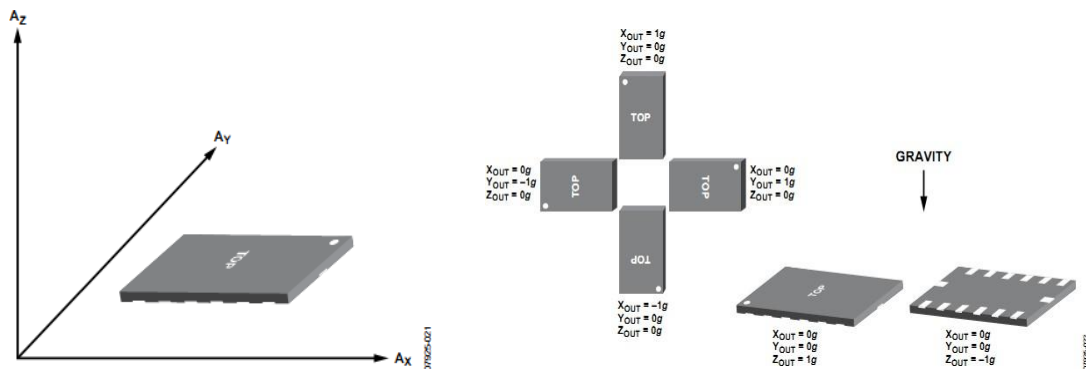 AZ
AY
AX
TOP
07925-021
XOUT = 1g
YOUT = 0g
ZOUT = 0g
TOP
XOUT = 0g
YOUT = –1g
ZOUT = 0g
TOP
TOP
XOUT = 0g
YOUT = 1g
ZOUT = 0g
TOP
XOUT = –1g
YOUT = 0g
ZOUT = 0g
GRAVITY
TOP
XOUT = 0g
YOUT = 0g
ZOUT = 1g
XOUT = 0g
YOUT = 0g
ZOUT = –1g